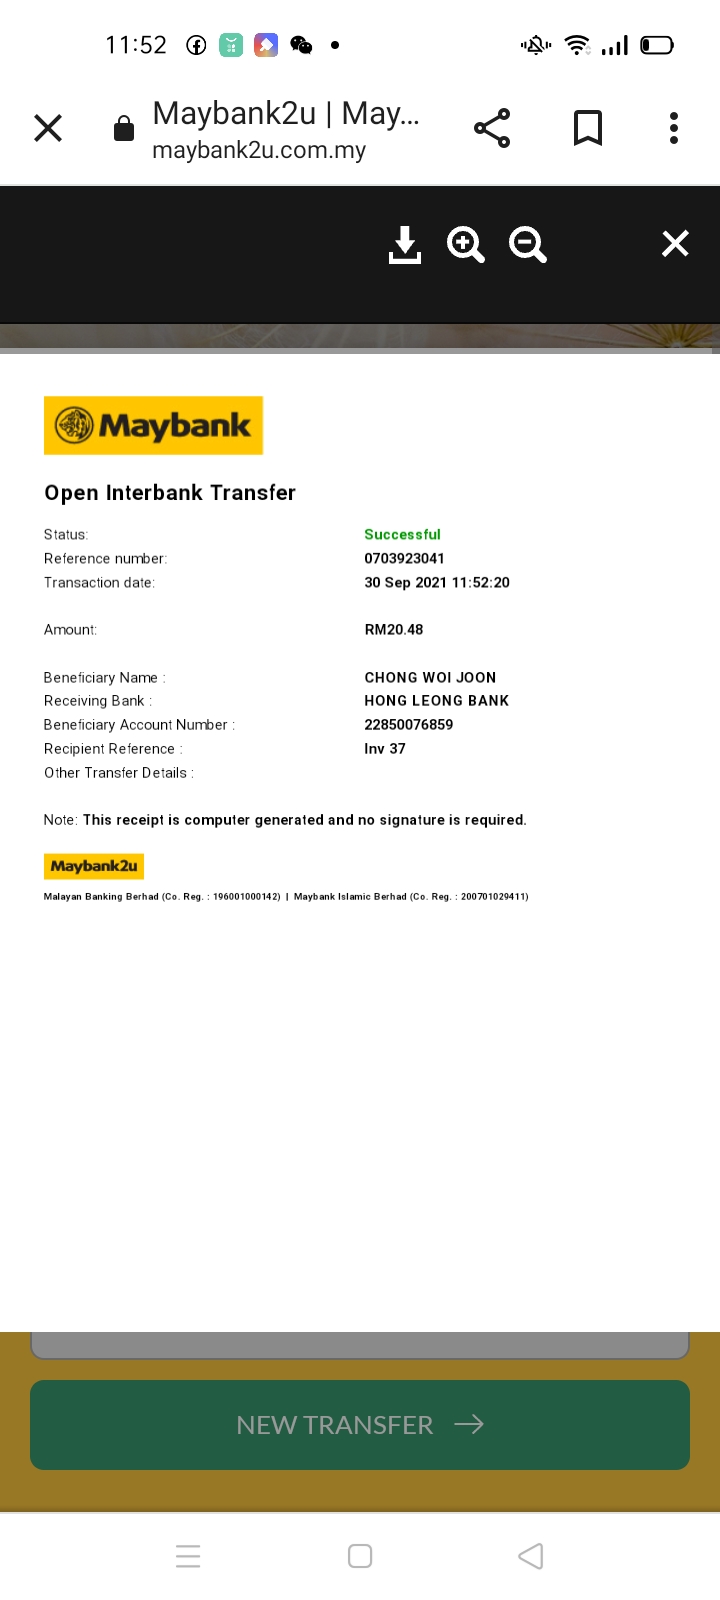 11:52
Maybank2u | May...
maybank2u.com.my
Maybank
Open Interbank Transfer
Status: Successful
Reference number: 0703923041
Transaction date: 30 Sep 2021 11:52:20
Amount: RM20.48
Beneficiary Name : CHONG WOI JOON
Receiving Bank : HONG LEONG BANK
Beneficiary Account Number : 22850076859
Recipient Reference : Inv 37
Other Transfer Details :
Note: This receipt is computer generated and no signature is required.
Maybank2u
Malayan Banking Berhad (Co. Reg. : 196001000142) | Maybank Islamic Berhad (Co. Reg. : 200701029411)
NEW TRANSFER